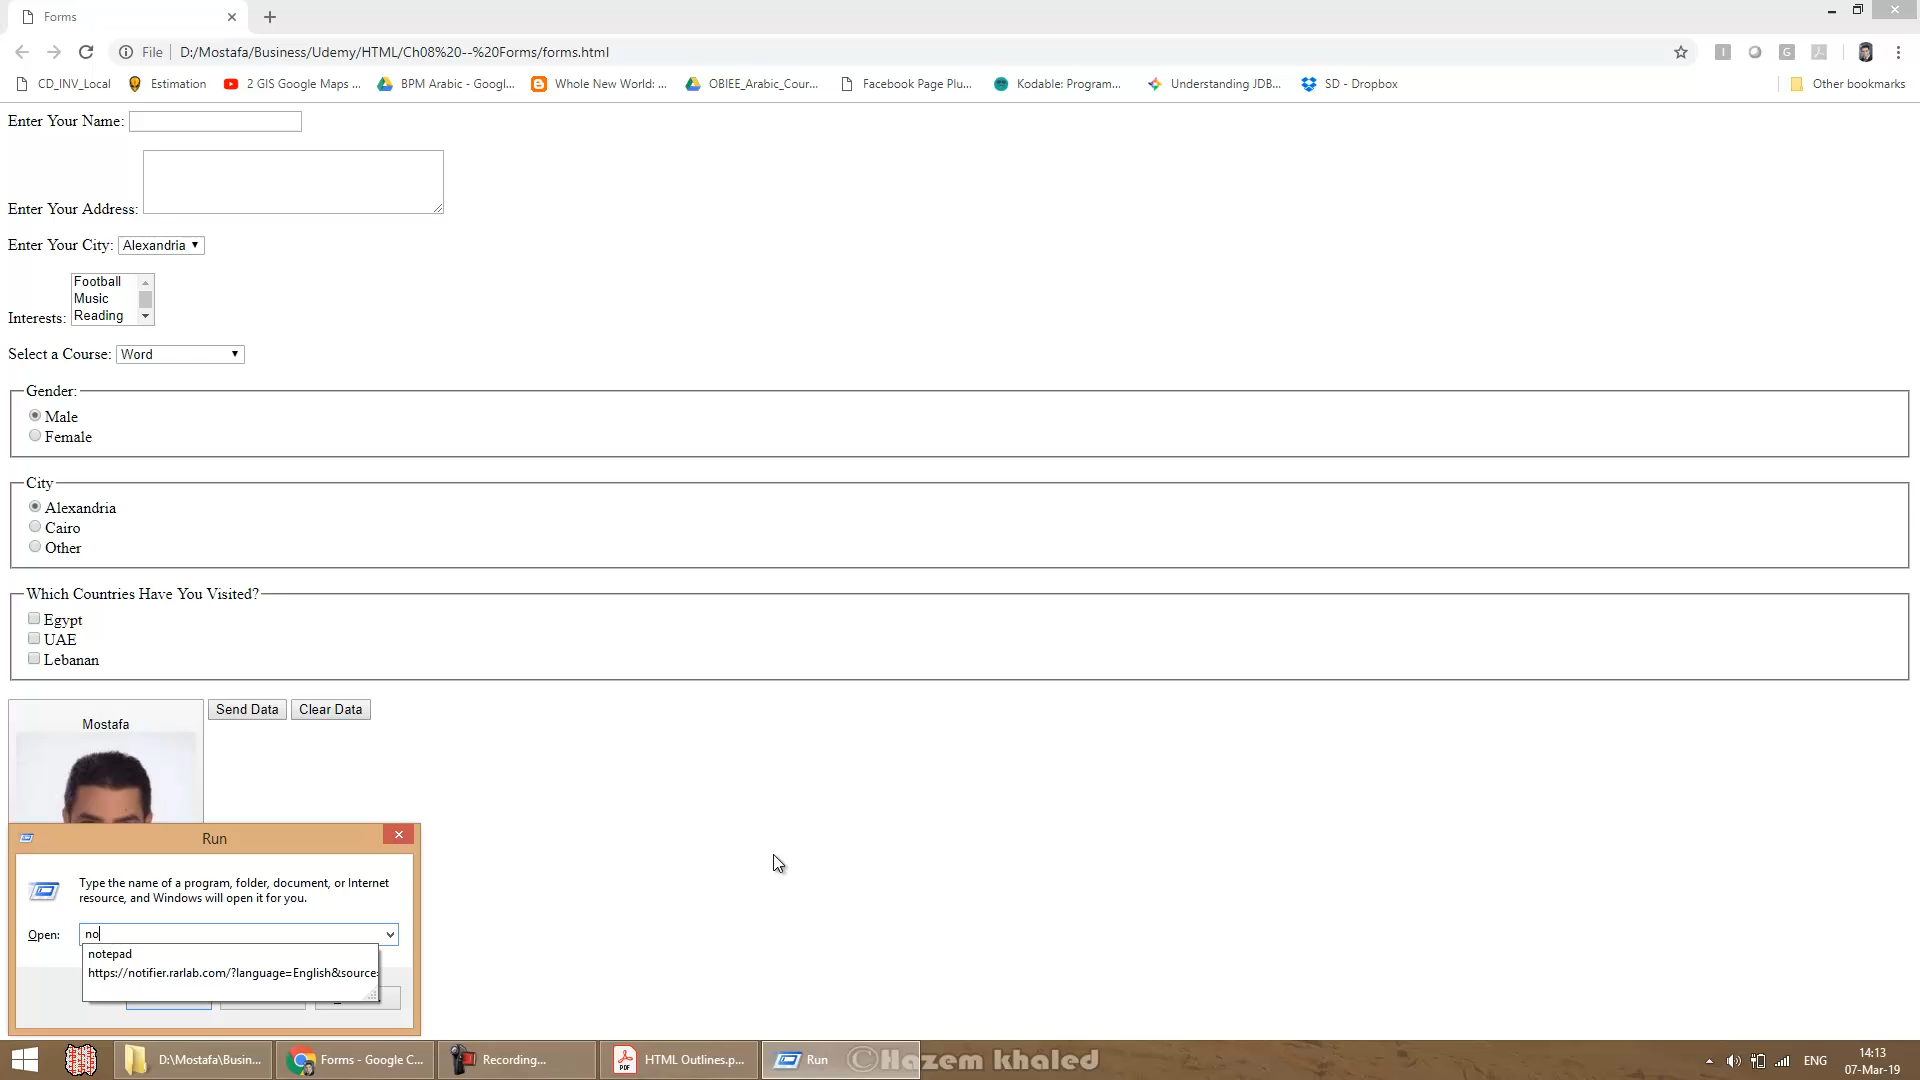 Forms
File D:/Mostafa/Business/Udemy/HTML/Ch08%20--%20Forms/forms.html
CD_INV_Local Estimation 2 GIS Google Maps ... BPM Arabic - Googl... Whole New World: ... OBIEE_Arabic_Cour... Facebook Page Plu... Kodable: Program... Understanding JDB... SD - Dropbox Other bookmarks
Enter Your Name:
Enter Your Address:
Enter Your City: Alexandria
Football
Music
Interests: Reading
Select a Course: Word
Gender:
Male
Female
City
Alexandria
Cairo
Other
Which Countries Have You Visited?
Egypt
UAE
Lebanan
Mostafa Send Data Clear Data
Run
Type the name of a program, folder, document, or Internet
resource, and Windows will open it for you.
Open: no
notepad
https://notifier.rarlab.com/?language=English&source=
D:\Mostafa\Busin... Forms - Google C... Recording... HTML Outlines.p... Run ©Hazem khaled ENG 14:13
07-Mar-19